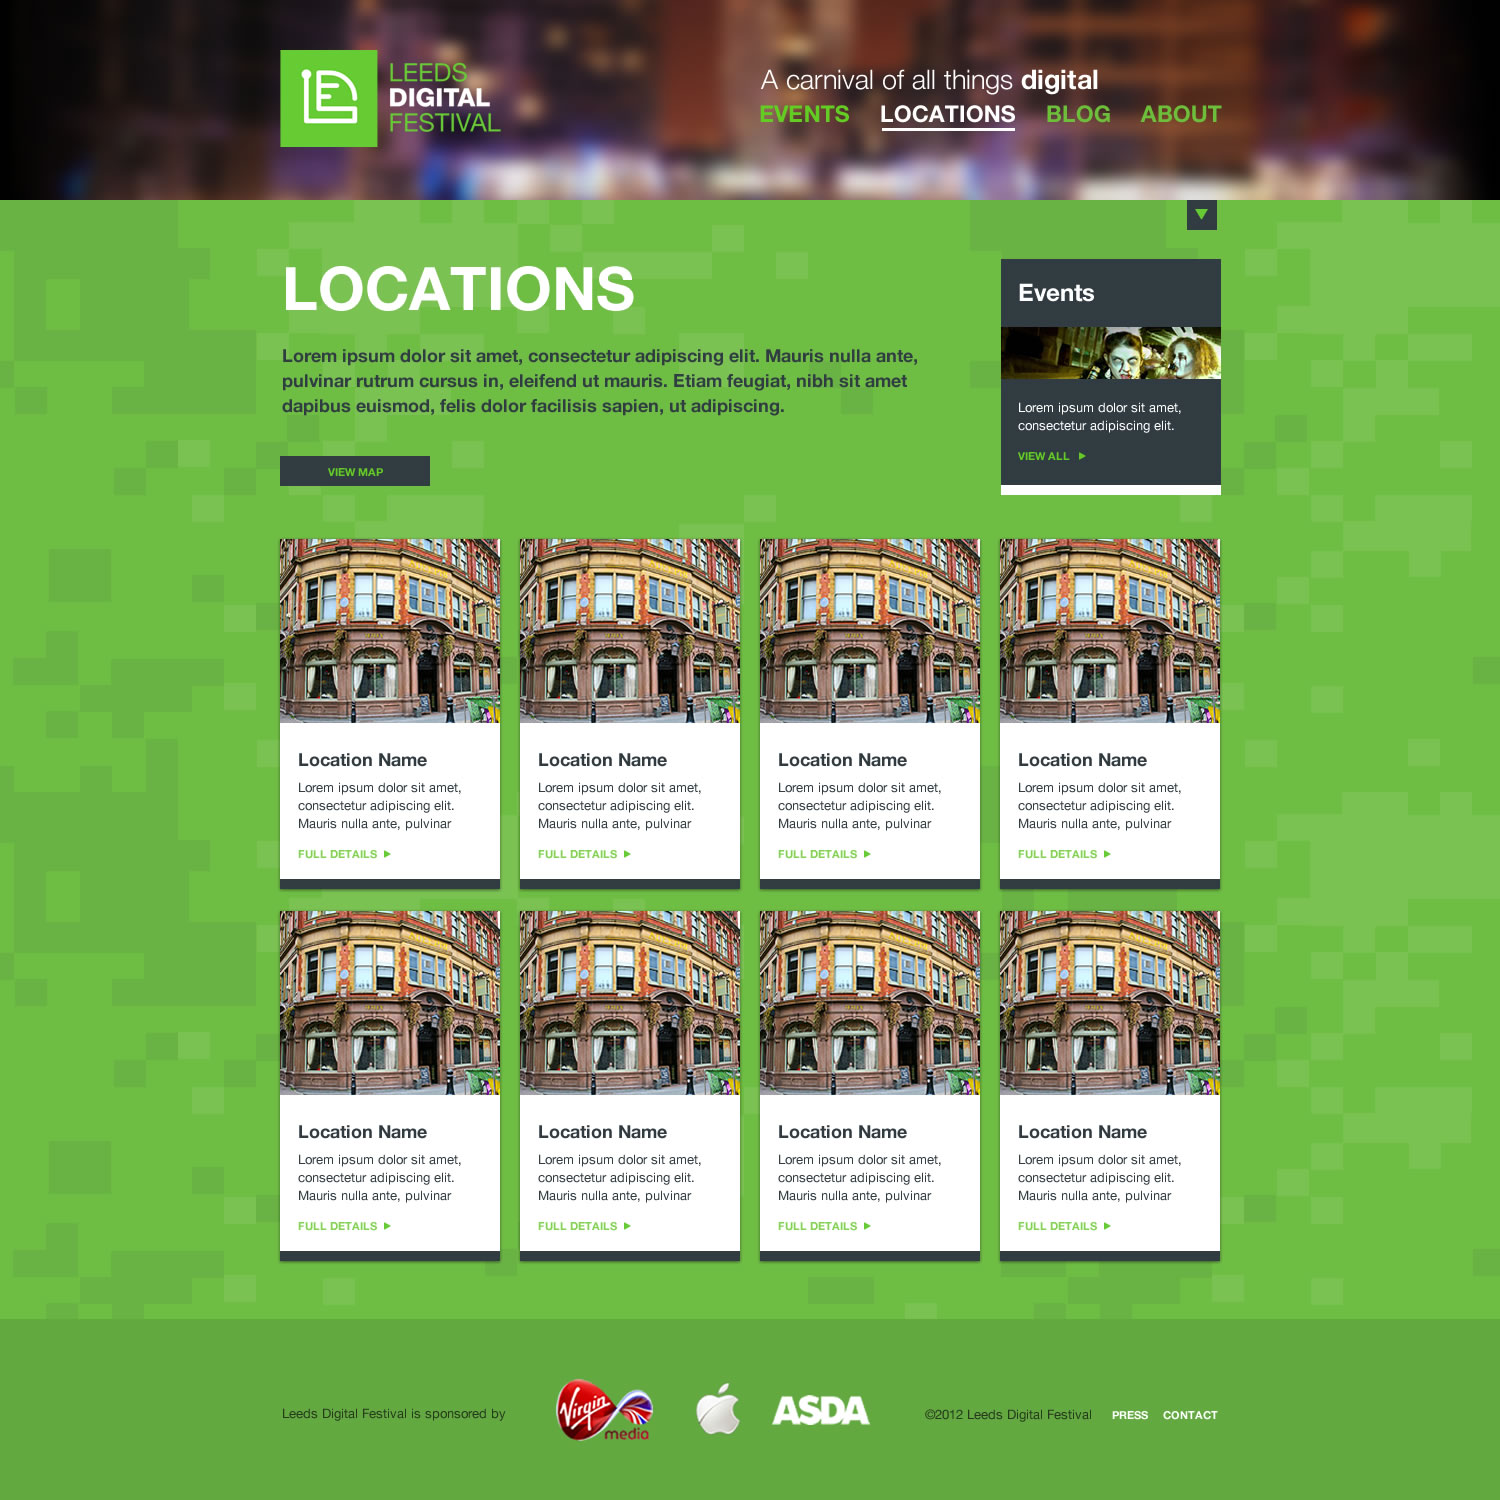 LEEDS
DIGITAL
FESTIVAL
A carnival of all things digital
EVENTS LOCATIONS BLOG ABOUT
LOCATIONS
Lorem ipsum dolor sit amet, consectetur adipiscing elit. Mauris nulla ante,
pulvinar rutrum cursus in, eleifend ut mauris. Etiam feugiat, nibh sit amet
dapibus euismod, felis dolor facilisis sapien, ut adipiscing.
VIEW MAP
Events
Lorem ipsum dolor sit amet,
consectetur adipiscing elit.
VIEW ALL
Location Name
Lorem ipsum dolor sit amet,
consectetur adipiscing elit.
Mauris nulla ante, pulvinar
FULL DETAILS
Location Name
Lorem ipsum dolor sit amet,
consectetur adipiscing elit.
Mauris nulla ante, pulvinar
FULL DETAILS
Location Name
Lorem ipsum dolor sit amet,
consectetur adipiscing elit.
Mauris nulla ante, pulvinar
FULL DETAILS
Location Name
Lorem ipsum dolor sit amet,
consectetur adipiscing elit.
Mauris nulla ante, pulvinar
FULL DETAILS
Location Name
Lorem ipsum dolor sit amet,
consectetur adipiscing elit.
Mauris nulla ante, pulvinar
FULL DETAILS
Location Name
Lorem ipsum dolor sit amet,
consectetur adipiscing elit.
Mauris nulla ante, pulvinar
FULL DETAILS
Location Name
Lorem ipsum dolor sit amet,
consectetur adipiscing elit.
Mauris nulla ante, pulvinar
FULL DETAILS
Location Name
Lorem ipsum dolor sit amet,
consectetur adipiscing elit.
Mauris nulla ante, pulvinar
FULL DETAILS
Leeds Digital Festival is sponsored by
Virgin
media
ASDA
©2012 Leeds Digital Festival PRESS CONTACT